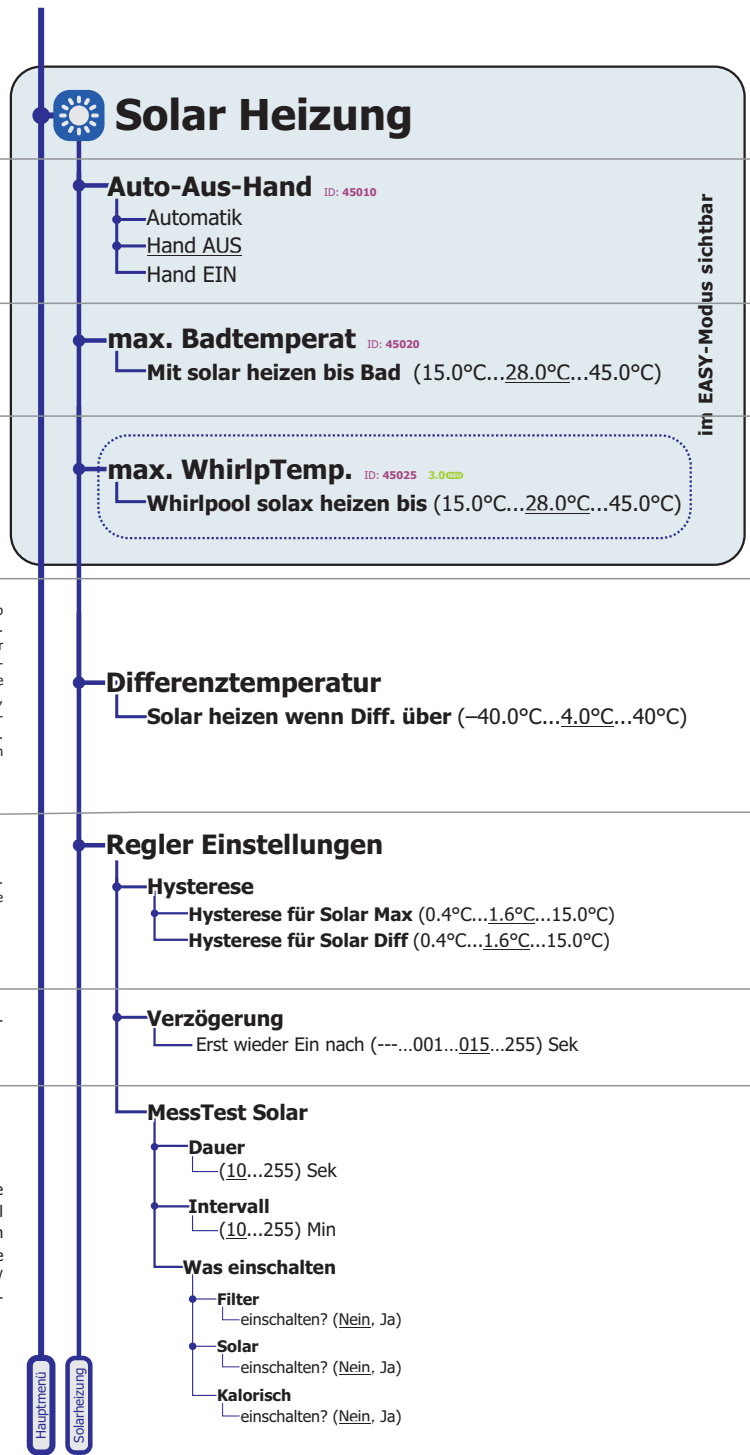 Solar Heizung
Auto-Aus-Hand ID: 45010
Automatik
Hand AUS
Hand EIN
im EASY-Modus sichtbar
max. Badtemperat ID: 45020
Mit solar heizen bis Bad (15.0°C...28.0°C...45.0°C)
max. WhirlpTemp. ID: 45025 3.0 NEU
Whirlpool solax heizen bis (15.0°C...28.0°C...45.0°C)
Differenztemperatur
Solar heizen wenn Diff. über (–40.0°C...4.0°C...40°C)
Regler Einstellungen
Hysterese
Hysterese für Solar Max (0.4°C...1.6°C...15.0°C)
Hysterese für Solar Diff (0.4°C...1.6°C...15.0°C)
Verzögerung
Erst wieder Ein nach (---...001...015...255) Sek
MessTest Solar
Dauer
(10...255) Sek
Intervall
(10...255) Min
Was einschalten
Filter
einschalten? (Nein, Ja)
Solar
einschalten? (Nein, Ja)
Kalorisch
einschalten? (Nein, Ja)
Hauptmenü
Solarheizung